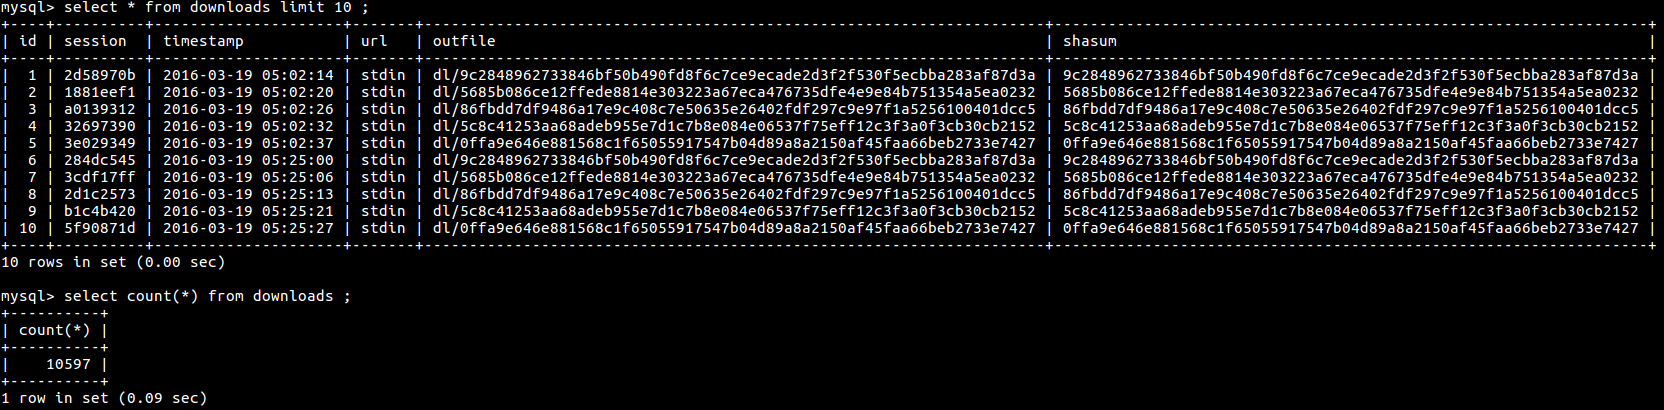 mysql> select * from downloads limit 10 ;
+----+----------+---------------------+-------+---------------------------------------------------------------------+------------------------------------------------------------------+
| id | session  | timestamp           | url   | outfile                                                             | shasum                                                           |
+----+----------+---------------------+-------+---------------------------------------------------------------------+------------------------------------------------------------------+
|  1 | 2d58970b | 2016-03-19 05:02:14 | stdin | dl/9c2848962733846bf50b490fd8f6c7ce9ecade2d3f2f530f5ecbba283af87d3a | 9c2848962733846bf50b490fd8f6c7ce9ecade2d3f2f530f5ecbba283af87d3a |
|  2 | 1881eef1 | 2016-03-19 05:02:20 | stdin | dl/5685b086ce12ffede8814e303223a67eca476735dfe4e9e84b751354a5ea0232 | 5685b086ce12ffede8814e303223a67eca476735dfe4e9e84b751354a5ea0232 |
|  3 | a0139312 | 2016-03-19 05:02:26 | stdin | dl/86fbdd7df9486a17e9c408c7e50635e26402fdf297c9e97f1a5256100401dcc5 | 86fbdd7df9486a17e9c408c7e50635e26402fdf297c9e97f1a5256100401dcc5 |
|  4 | 32697390 | 2016-03-19 05:02:32 | stdin | dl/5c8c41253aa68adeb955e7d1c7b8e084e06537f75eff12c3f3a0f3cb30cb2152 | 5c8c41253aa68adeb955e7d1c7b8e084e06537f75eff12c3f3a0f3cb30cb2152 |
|  5 | 3e029349 | 2016-03-19 05:02:37 | stdin | dl/0ffa9e646e881568c1f65055917547b04d89a8a2150af45faa66beb2733e7427 | 0ffa9e646e881568c1f65055917547b04d89a8a2150af45faa66beb2733e7427 |
|  6 | 284dc545 | 2016-03-19 05:25:00 | stdin | dl/9c2848962733846bf50b490fd8f6c7ce9ecade2d3f2f530f5ecbba283af87d3a | 9c2848962733846bf50b490fd8f6c7ce9ecade2d3f2f530f5ecbba283af87d3a |
|  7 | 3cdf17ff | 2016-03-19 05:25:06 | stdin | dl/5685b086ce12ffede8814e303223a67eca476735dfe4e9e84b751354a5ea0232 | 5685b086ce12ffede8814e303223a67eca476735dfe4e9e84b751354a5ea0232 |
|  8 | 2d1c2573 | 2016-03-19 05:25:13 | stdin | dl/86fbdd7df9486a17e9c408c7e50635e26402fdf297c9e97f1a5256100401dcc5 | 86fbdd7df9486a17e9c408c7e50635e26402fdf297c9e97f1a5256100401dcc5 |
|  9 | b1c4b420 | 2016-03-19 05:25:21 | stdin | dl/5c8c41253aa68adeb955e7d1c7b8e084e06537f75eff12c3f3a0f3cb30cb2152 | 5c8c41253aa68adeb955e7d1c7b8e084e06537f75eff12c3f3a0f3cb30cb2152 |
| 10 | 5f90871d | 2016-03-19 05:25:27 | stdin | dl/0ffa9e646e881568c1f65055917547b04d89a8a2150af45faa66beb2733e7427 | 0ffa9e646e881568c1f65055917547b04d89a8a2150af45faa66beb2733e7427 |
+----+----------+---------------------+-------+---------------------------------------------------------------------+------------------------------------------------------------------+
10 rows in set (0.00 sec)
mysql> select count(*) from downloads ;
+----------+
| count(*) |
+----------+
|    10597 |
+----------+
1 row in set (0.09 sec)